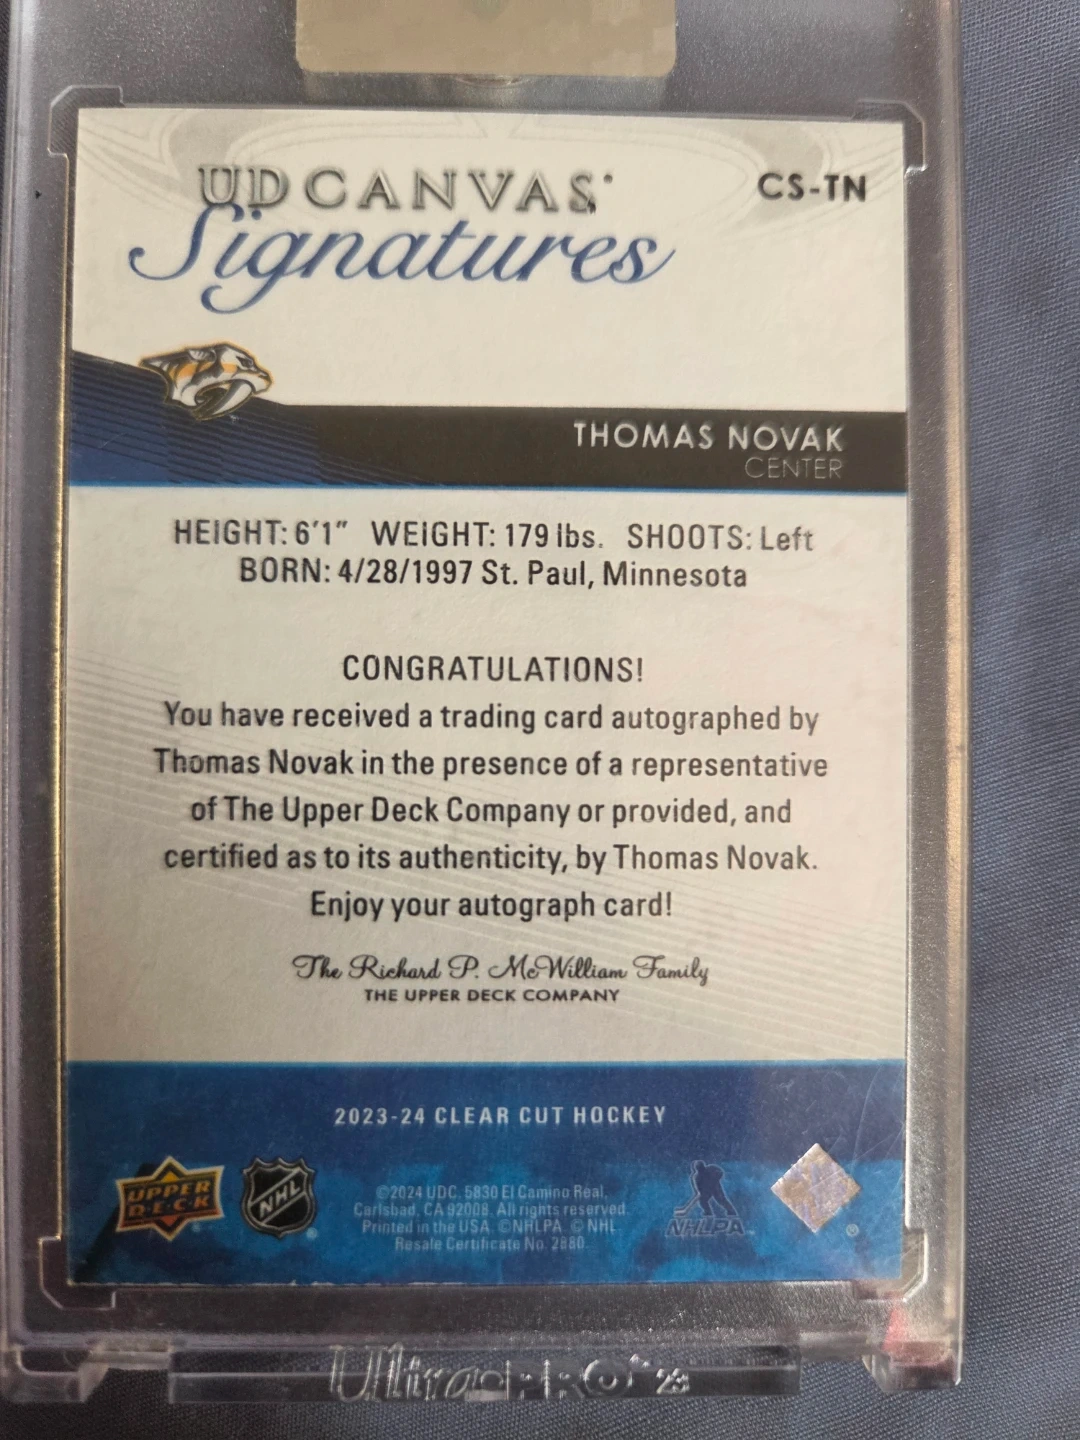 UD CANVAS
Signatures
CS-TN
THOMAS NOVAK
CENTER
HEIGHT: 6'1" WEIGHT: 179 lbs. SHOOTS: Left
BORN: 4/28/1997 St. Paul, Minnesota
CONGRATULATIONS!
You have received a trading card autographed by
Thomas Novak in the presence of a representative
of The Upper Deck Company or provided, and
certified as to its authenticity, by Thomas Novak.
Enjoy your autograph card!
The Richard P. McWilliam Family
THE UPPER DECK COMPANY
2023-24 CLEAR CUT HOCKEY
UPPER
D·E·C·K
NHL
®
©2024 UDC. 5830 El Camino Real,
Carlsbad, CA 92008. All rights reserved.
Printed in the USA. ©NHLPA. © NHL
Resale Certificate No. 2880.
NHLPA
®
Ultra PRO 23